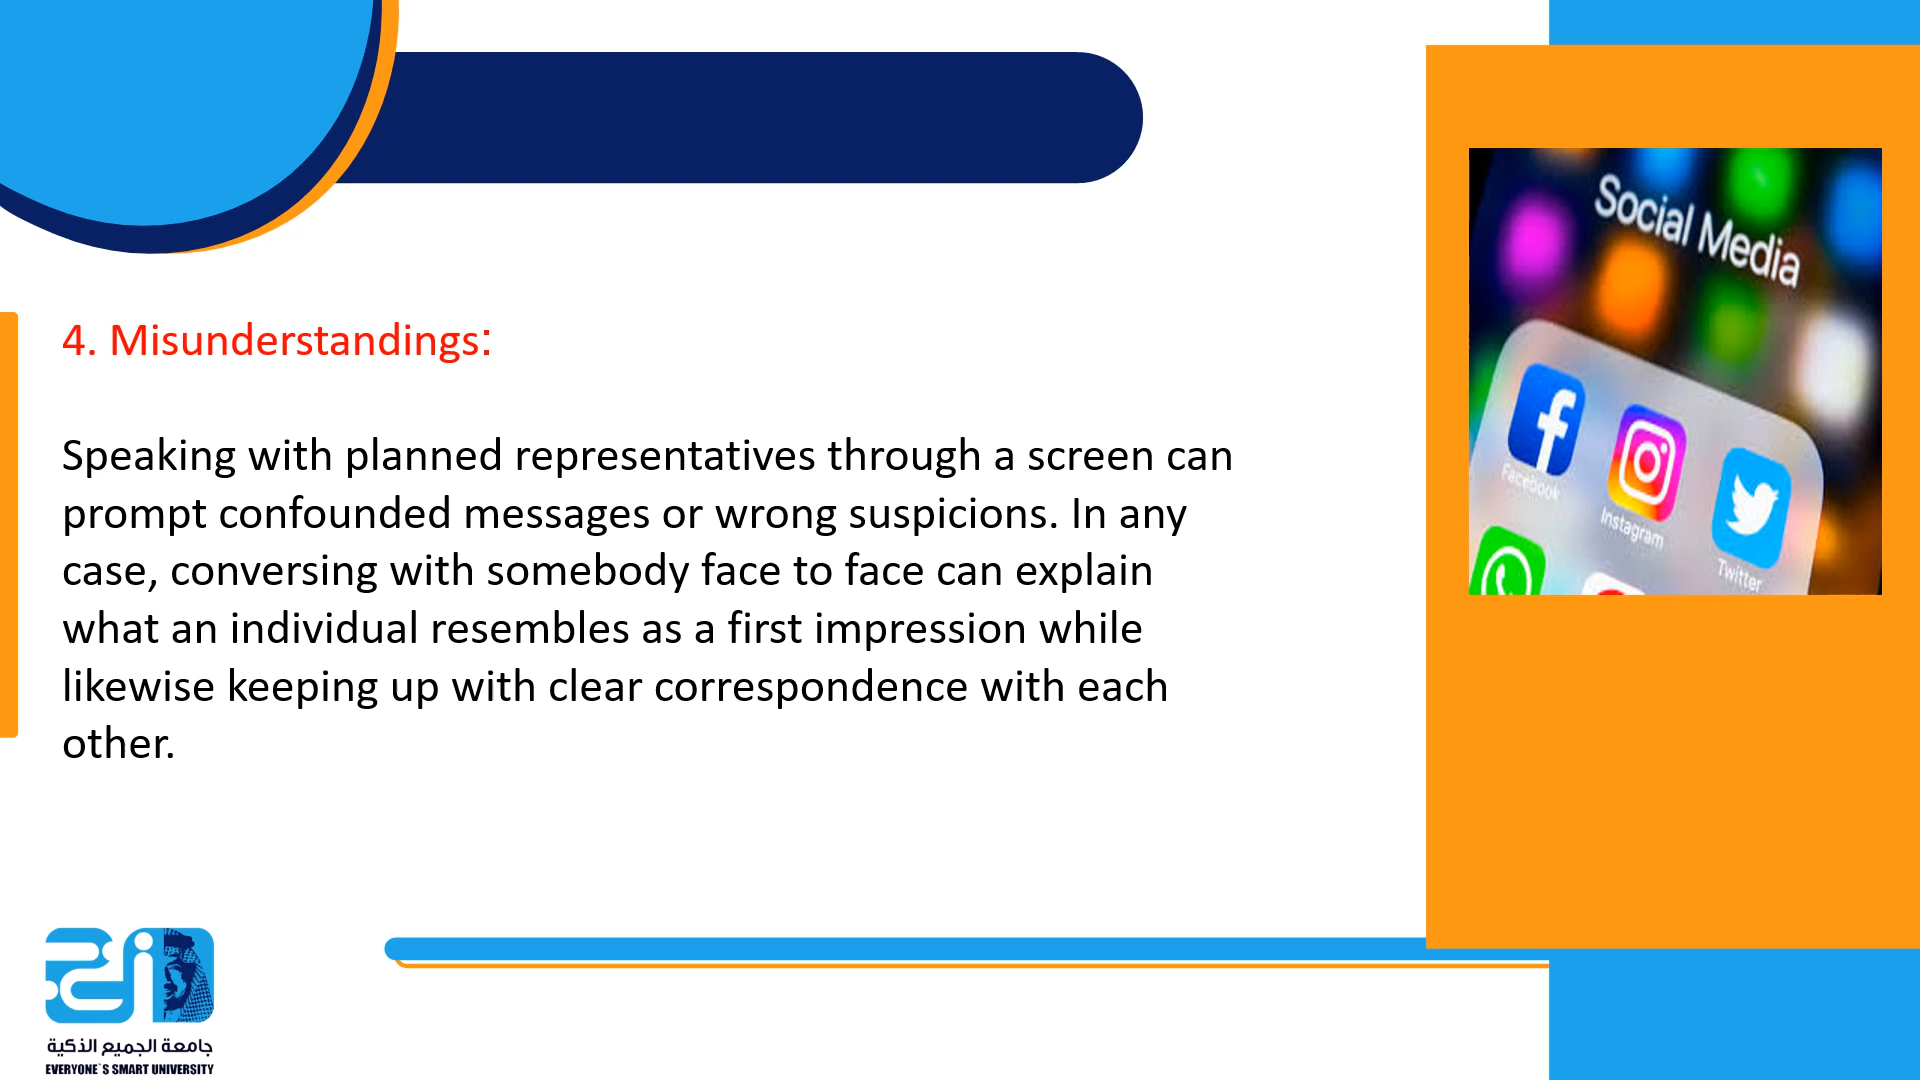 4. Misunderstandings:
Speaking with planned representatives through a screen can
prompt confounded messages or wrong suspicions. In any
case, conversing with somebody face to face can explain
what an individual resembles as a first impression while
likewise keeping up with clear correspondence with each
other.
Social Media
Facebook
Instagram
Twitter
جامعة الجميع الذكية
EVERYONE`S SMART UNIVERSITY